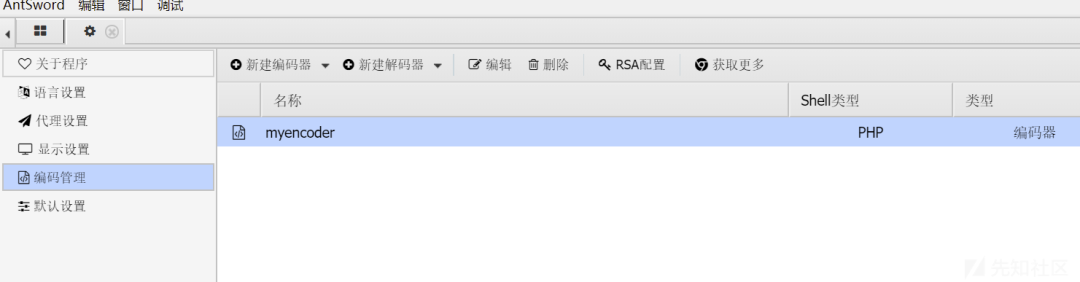 AntSword 编辑 窗口 调试
关于程序
语言设置
代理设置
显示设置
编码管理
默认设置
新建编码器 新建解码器 编辑 删除 RSA配置 获取更多
名称 Shell类型 类型
myencoder PHP 编码器
先知社区